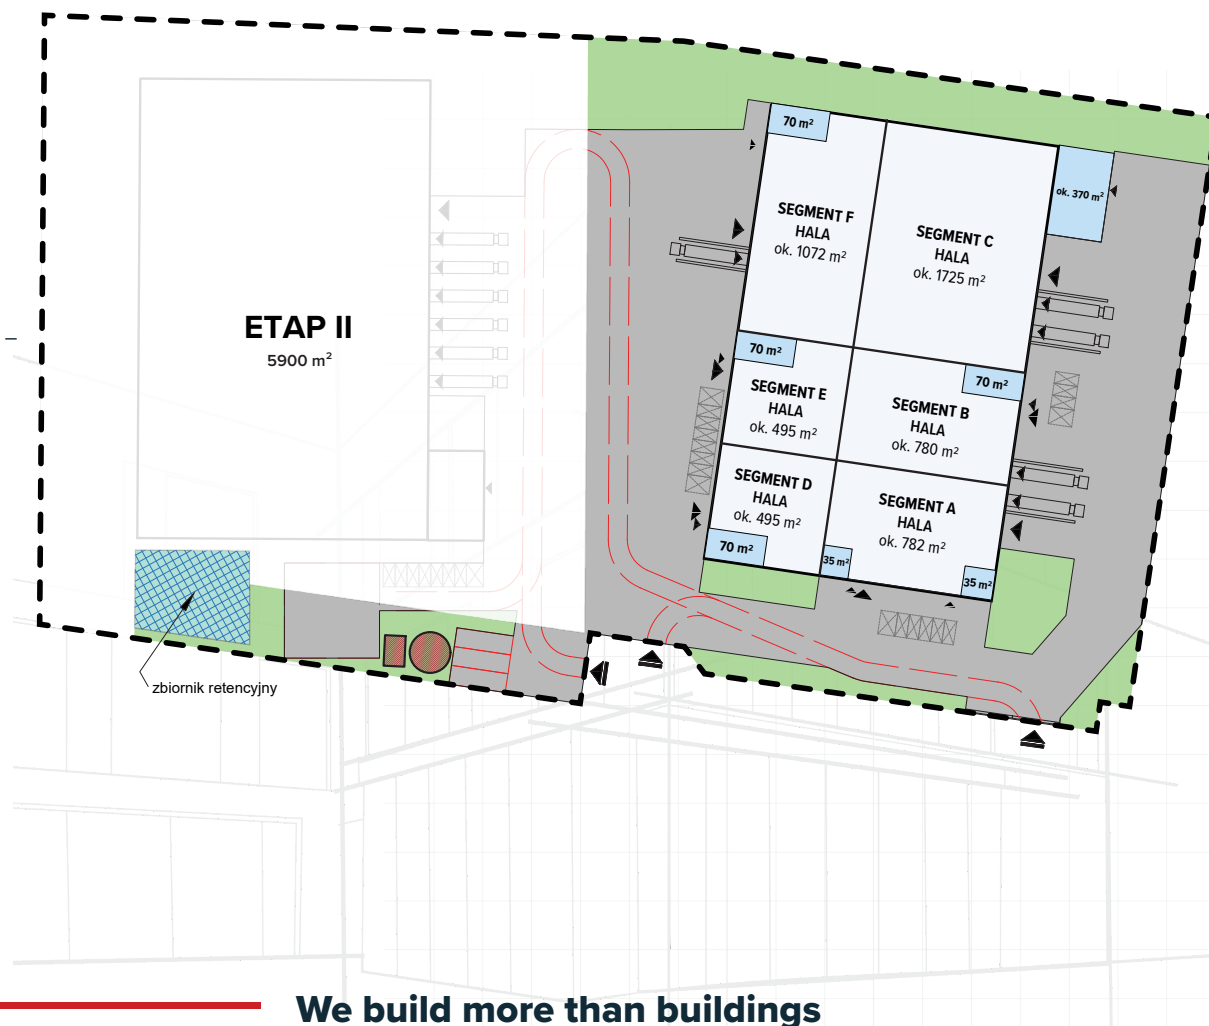 70 m²
ok. 370 m²
SEGMENT F
HALA
ok. 1072 m²
SEGMENT C
HALA
ok. 1725 m²
ETAP II
5900 m²
70 m²
70 m²
SEGMENT E
HALA
ok. 495 m²
SEGMENT B
HALA
ok. 780 m²
SEGMENT D
HALA
ok. 495 m²
SEGMENT A
HALA
ok. 782 m²
70 m²
35 m²
35 m²
zbiornik retencyjny
We build more than buildings